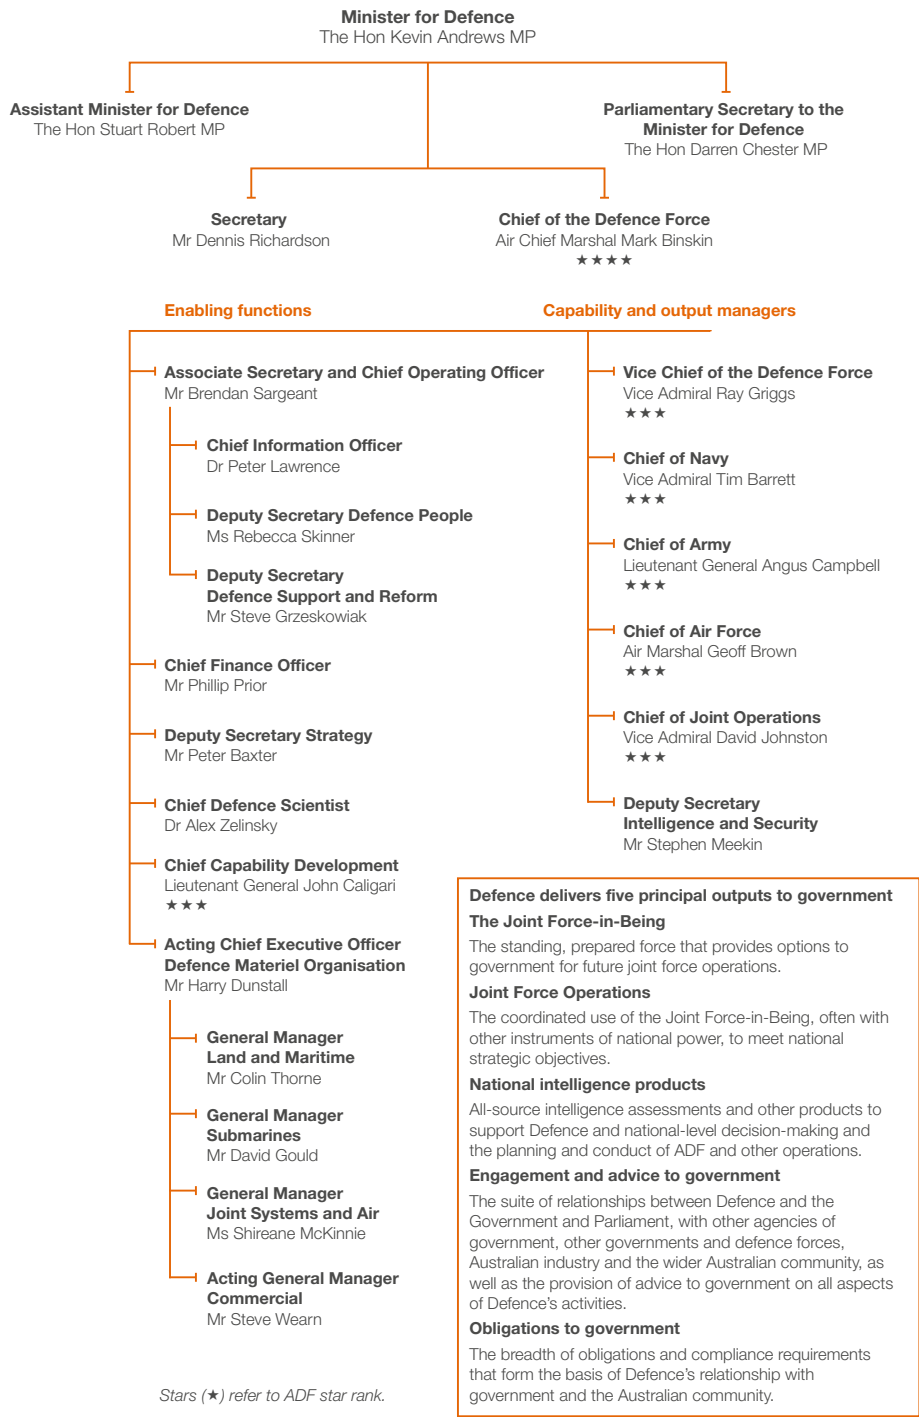 Minister for Defence
The Hon Kevin Andrews MP
Assistant Minister for Defence
The Hon Stuart Robert MP
Parliamentary Secretary to the
Minister for Defence
The Hon Darren Chester MP
Secretary
Mr Dennis Richardson
Chief of the Defence Force
Air Chief Marshal Mark Binskin
★★★★
Enabling functions
Associate Secretary and Chief Operating Officer
Mr Brendan Sargeant
Chief Information Officer
Dr Peter Lawrence
Deputy Secretary Defence People
Ms Rebecca Skinner
Deputy Secretary
Defence Support and Reform
Mr Steve Grzeskowiak
Chief Finance Officer
Mr Phillip Prior
Deputy Secretary Strategy
Mr Peter Baxter
Chief Defence Scientist
Dr Alex Zelinsky
Chief Capability Development
Lieutenant General John Caligari
★★★
Acting Chief Executive Officer
Defence Materiel Organisation
Mr Harry Dunstall
General Manager
Land and Maritime
Mr Colin Thorne
General Manager
Submarines
Mr David Gould
General Manager
Joint Systems and Air
Ms Shireane McKinnie
Acting General Manager
Commercial
Mr Steve Wearn
Capability and output managers
Vice Chief of the Defence Force
Vice Admiral Ray Griggs
★★★
Chief of Navy
Vice Admiral Tim Barrett
★★★
Chief of Army
Lieutenant General Angus Campbell
★★★
Chief of Air Force
Air Marshal Geoff Brown
★★★
Chief of Joint Operations
Vice Admiral David Johnston
★★★
Deputy Secretary
Intelligence and Security
Mr Stephen Meekin
Defence delivers five principal outputs to government
The Joint Force-in-Being
The standing, prepared force that provides options to
government for future joint force operations.
Joint Force Operations
The coordinated use of the Joint Force-in-Being, often with
other instruments of national power, to meet national
strategic objectives.
National intelligence products
All-source intelligence assessments and other products to
support Defence and national-level decision-making and
the planning and conduct of ADF and other operations.
Engagement and advice to government
The suite of relationships between Defence and the
Government and Parliament, with other agencies of
government, other governments and defence forces,
Australian industry and the wider Australian community, as
well as the provision of advice to government on all aspects
of Defence’s activities.
Obligations to government
The breadth of obligations and compliance requirements
that form the basis of Defence’s relationship with
government and the Australian community.
Stars (★) refer to ADF star rank.